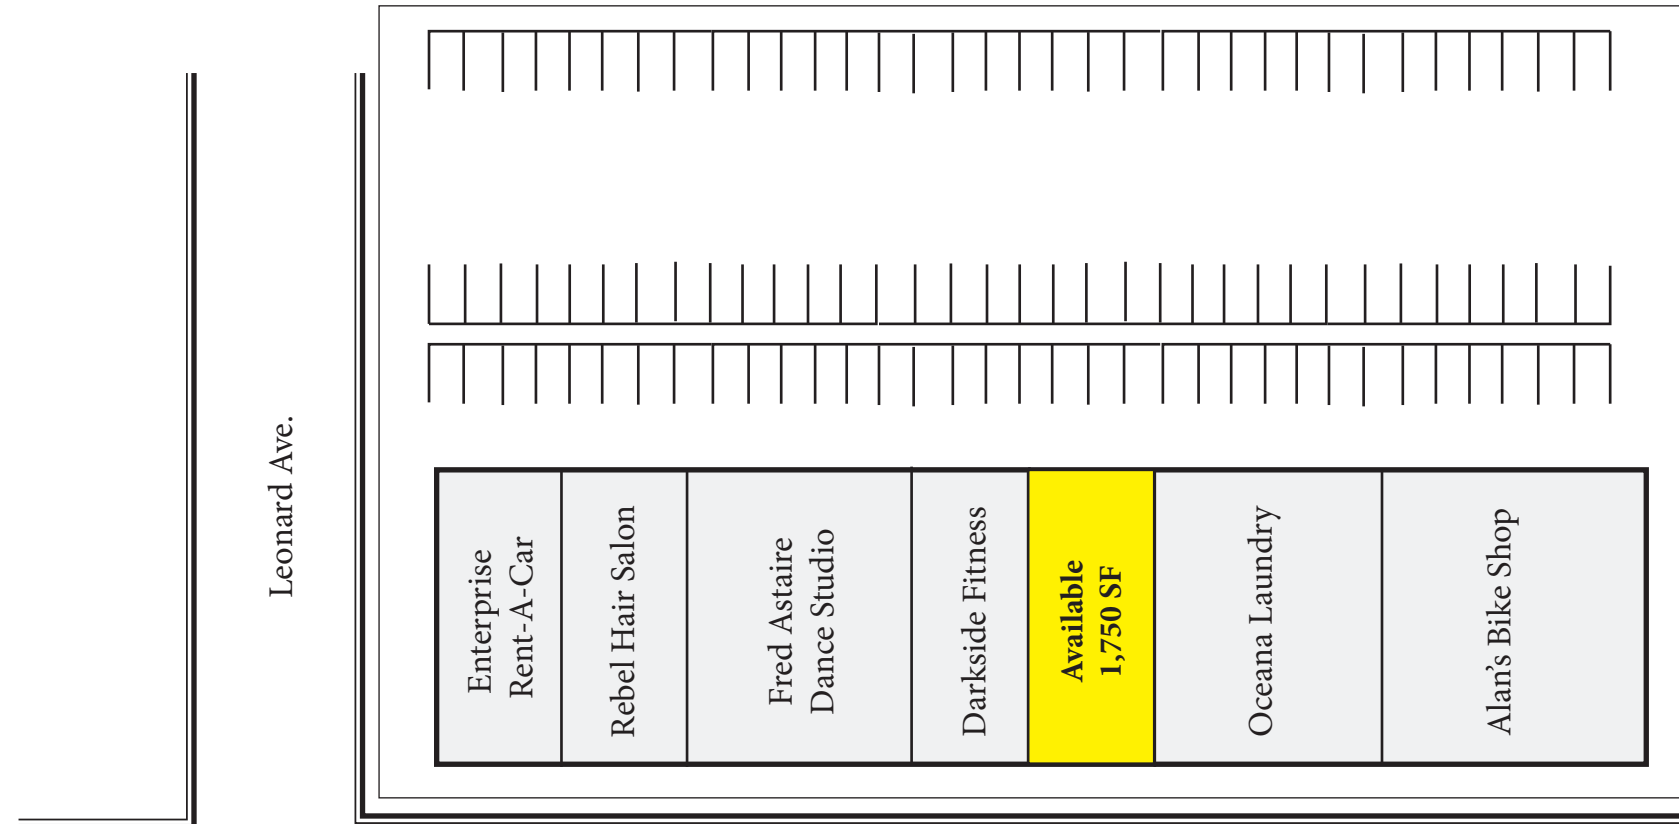 Leonard Ave.
Enterprise
Rent-A-Car
Rebel Hair Salon
Fred Astaire
Dance Studio
Darkside Fitness
Available
1,750 SF
Oceana Laundry
Alan's Bike Shop